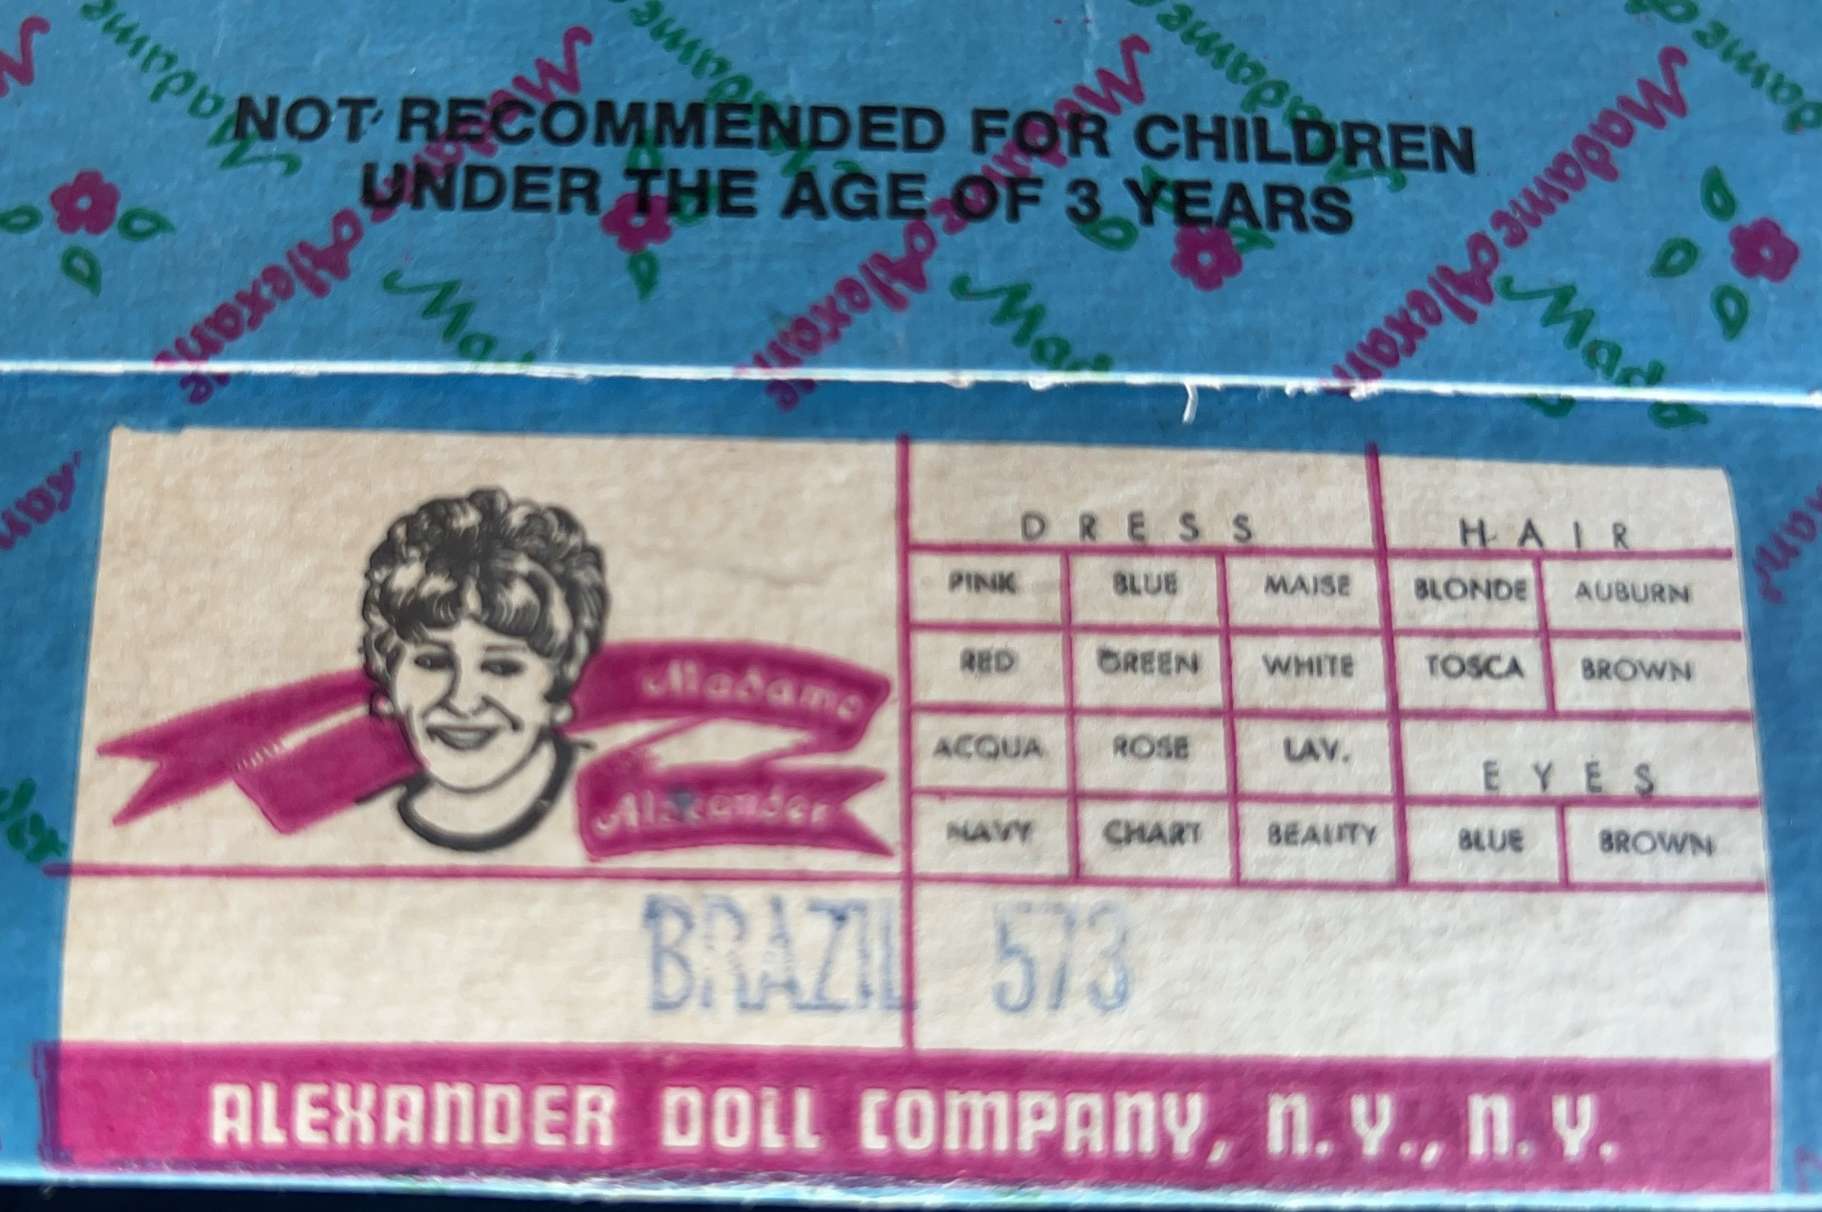 NOT RECOMMENDED FOR CHILDREN
UNDER THE AGE OF 3 YEARS
Madame Alexander
DRESS HAIR
PINK BLUE MAISE BLONDE AUBURN
RED GREEN WHITE TOSCA BROWN
ACQUA ROSE LAV.
EYES
NAVY CHART BEAUTY BLUE BROWN
Madame
Alexander
BRAZIL 573
ALEXANDER DOLL COMPANY, N.Y., N.Y.